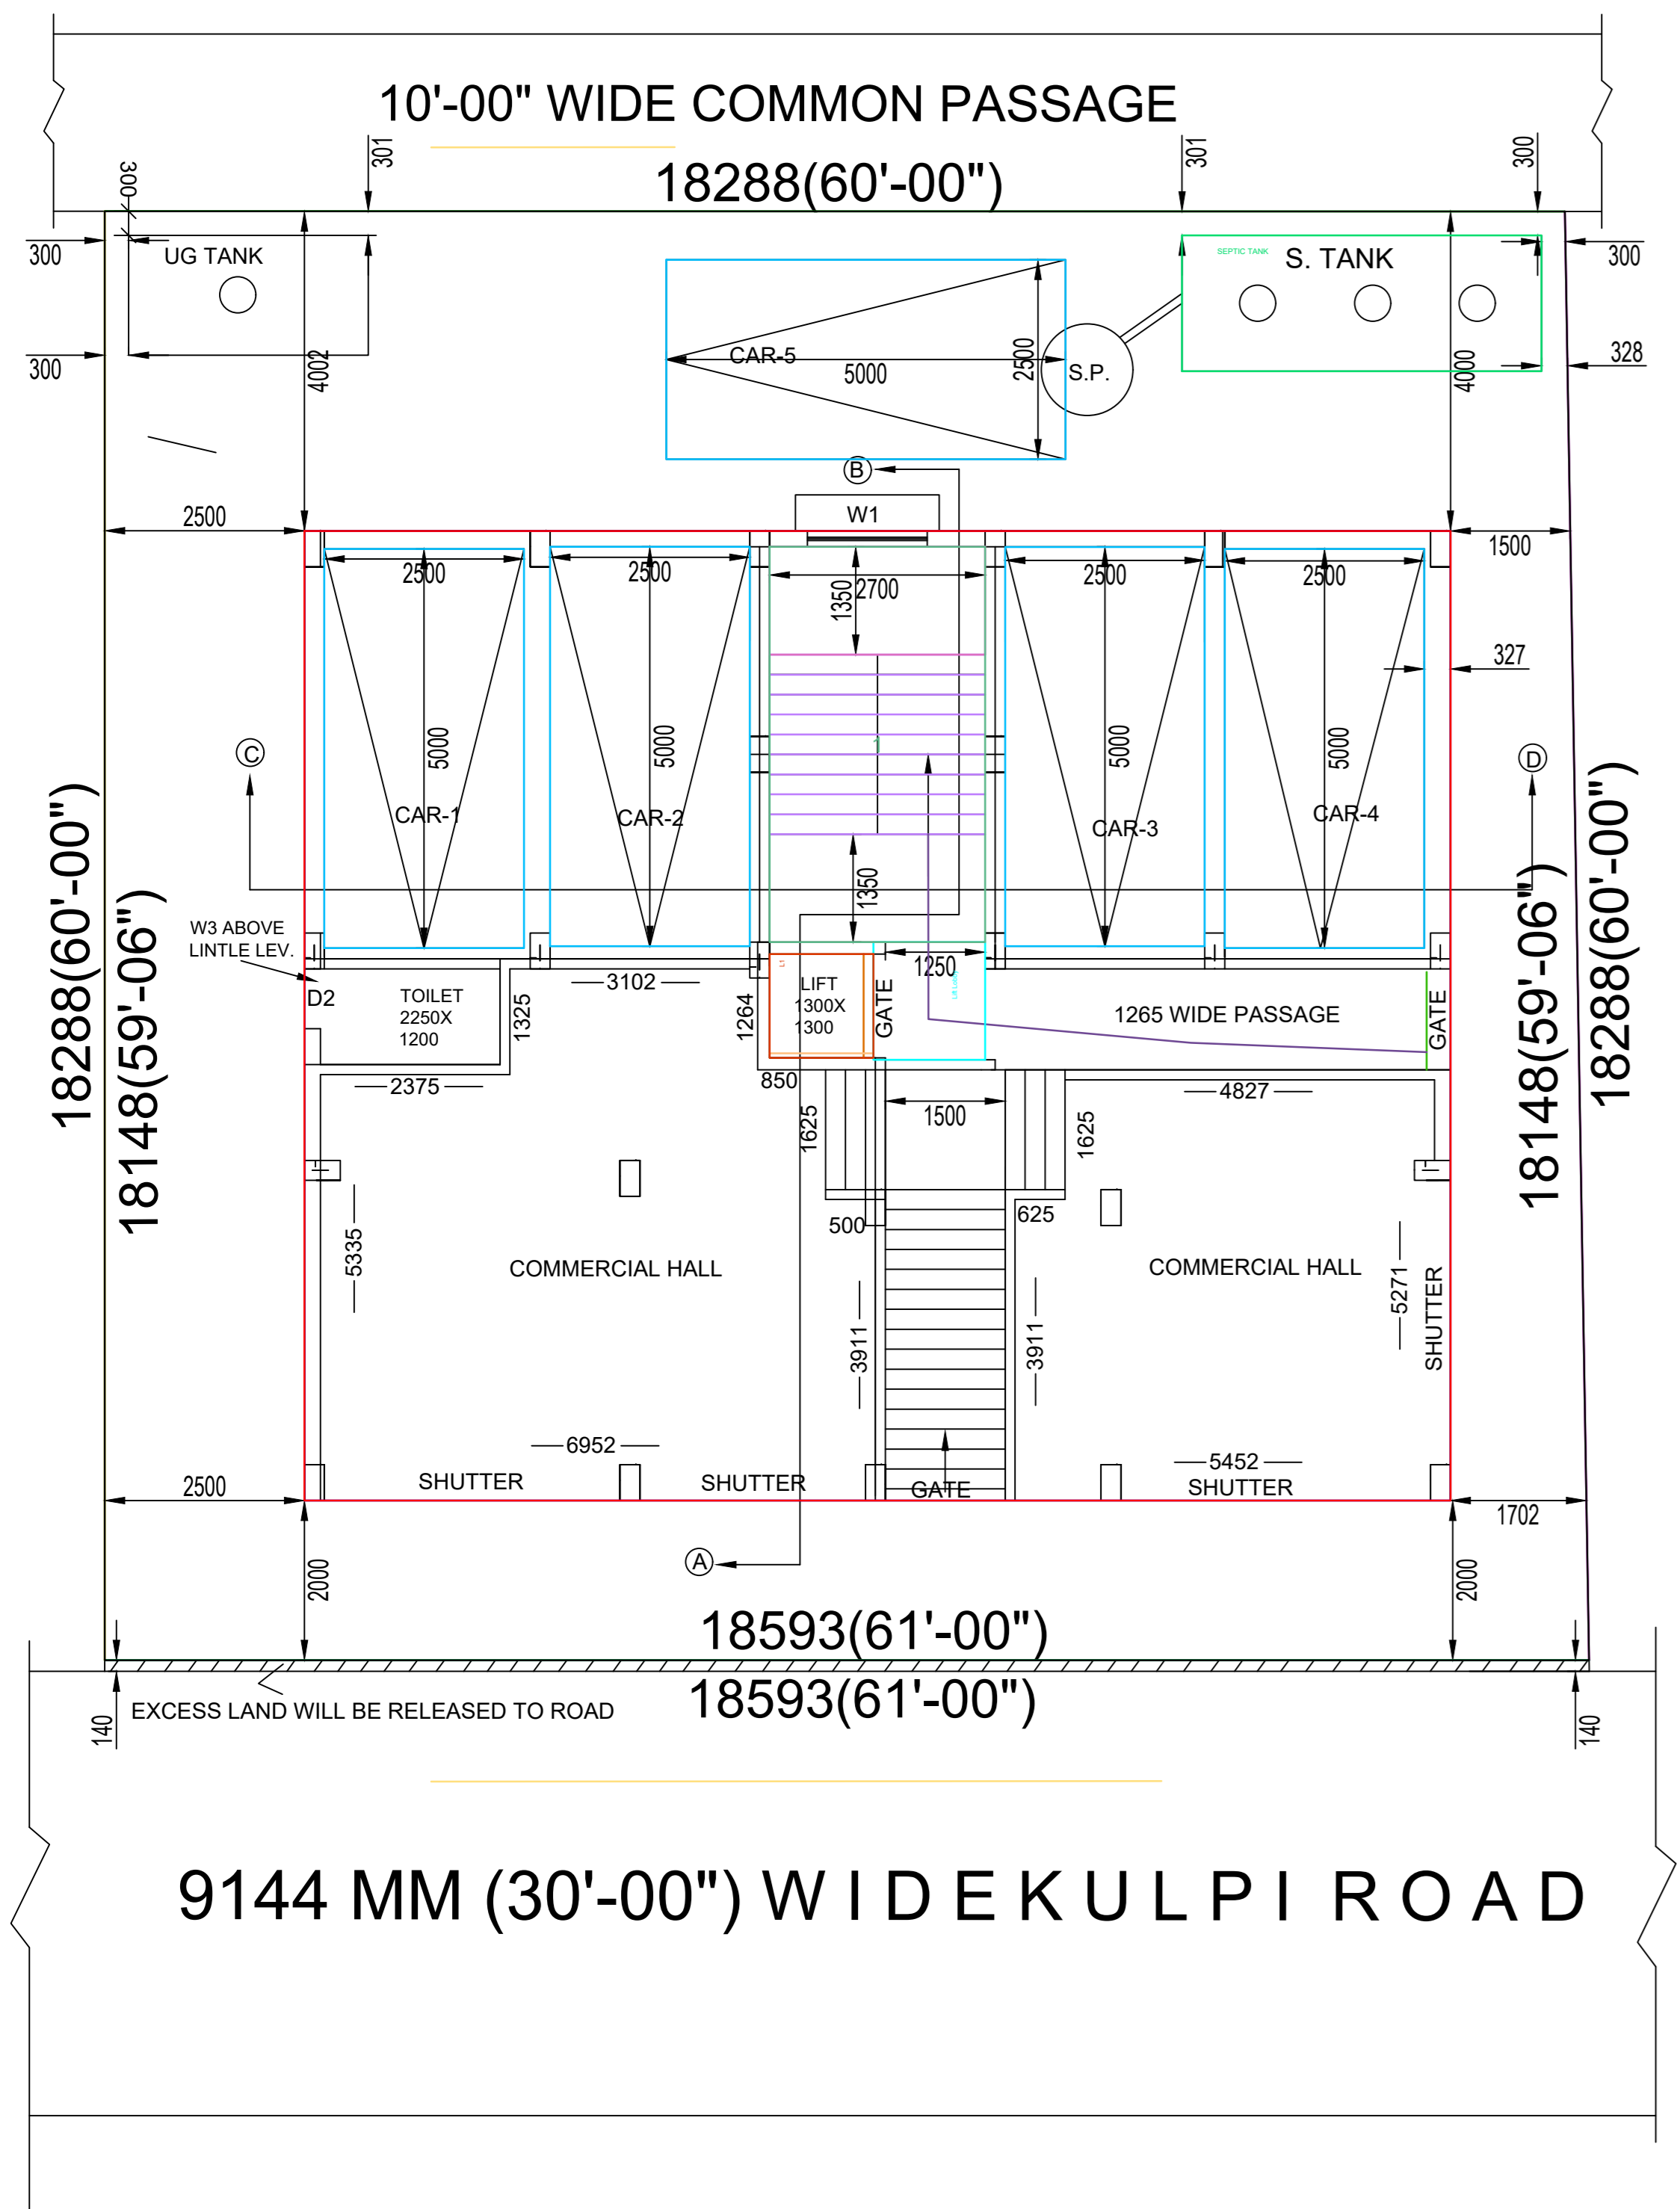 10'-00" WIDE COMMON PASSAGE
301
301
300
300
18288(60'-00")
300
UG TANK
SEPTIC TANK
S. TANK
300
300
4002
CAR-5
5000
2500
S.P.
4000
328
B
2500
W1
1500
2500
2500
1350
2700
2500
2500
327
C
5000
5000
1
5000
5000
D
CAR-1
CAR-2
CAR-3
CAR-4
18288(60'-00")
18148(59'-06")
1350
18148(59'-06")
18288(60'-00")
W3 ABOVE
LINTLE LEV.
D2
TOILET
2250X
1200
1325
3102
1264
L1
LIFT
1300X
1300
GATE
1250
Lift Lobby
1265 WIDE PASSAGE
GATE
2375
850
1625
1500
1625
4827
500
625
5335
COMMERCIAL HALL
COMMERCIAL HALL
5271
SHUTTER
3911
3911
6952
5452
2500
SHUTTER
SHUTTER
GATE
SHUTTER
1702
2000
A
2000
18593(61'-00")
140
EXCESS LAND WILL BE RELEASED TO ROAD
18593(61'-00")
140
9144 MM (30'-00") W I D E K U L P I R O A D